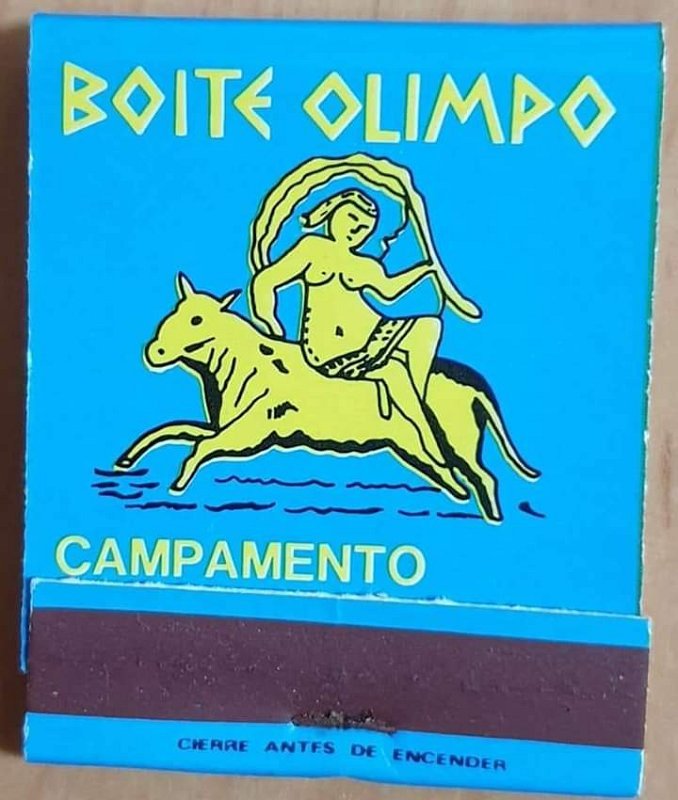 BOITE OLIMPO
CAMPAMENTO
CIERRE ANTES DE ENCENDER